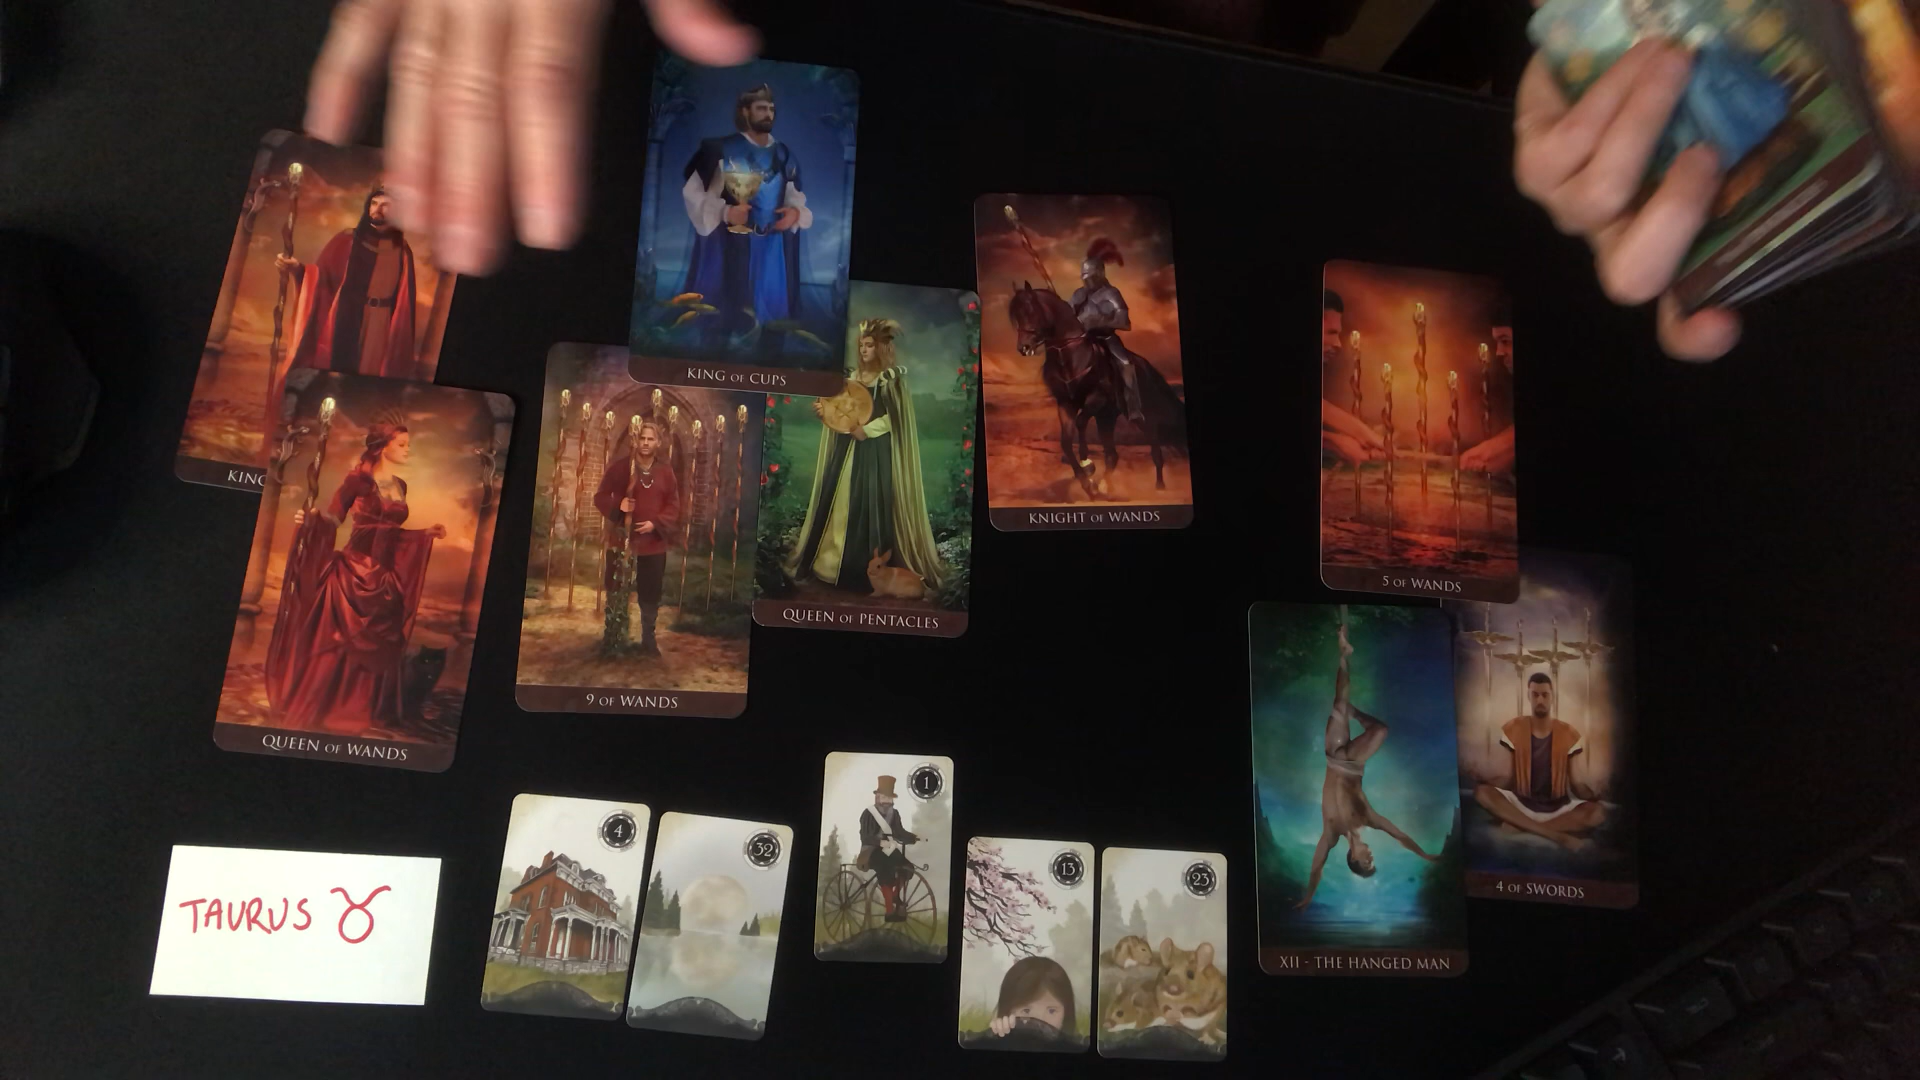 KING OF CUPS
KING
KNIGHT OF WANDS
5 OF WANDS
QUEEN OF PENTACLES
9 OF WANDS
QUEEN OF WANDS
4 OF SWORDS
XII - THE HANGED MAN
1
4
32
13
23
TAURUS ♉